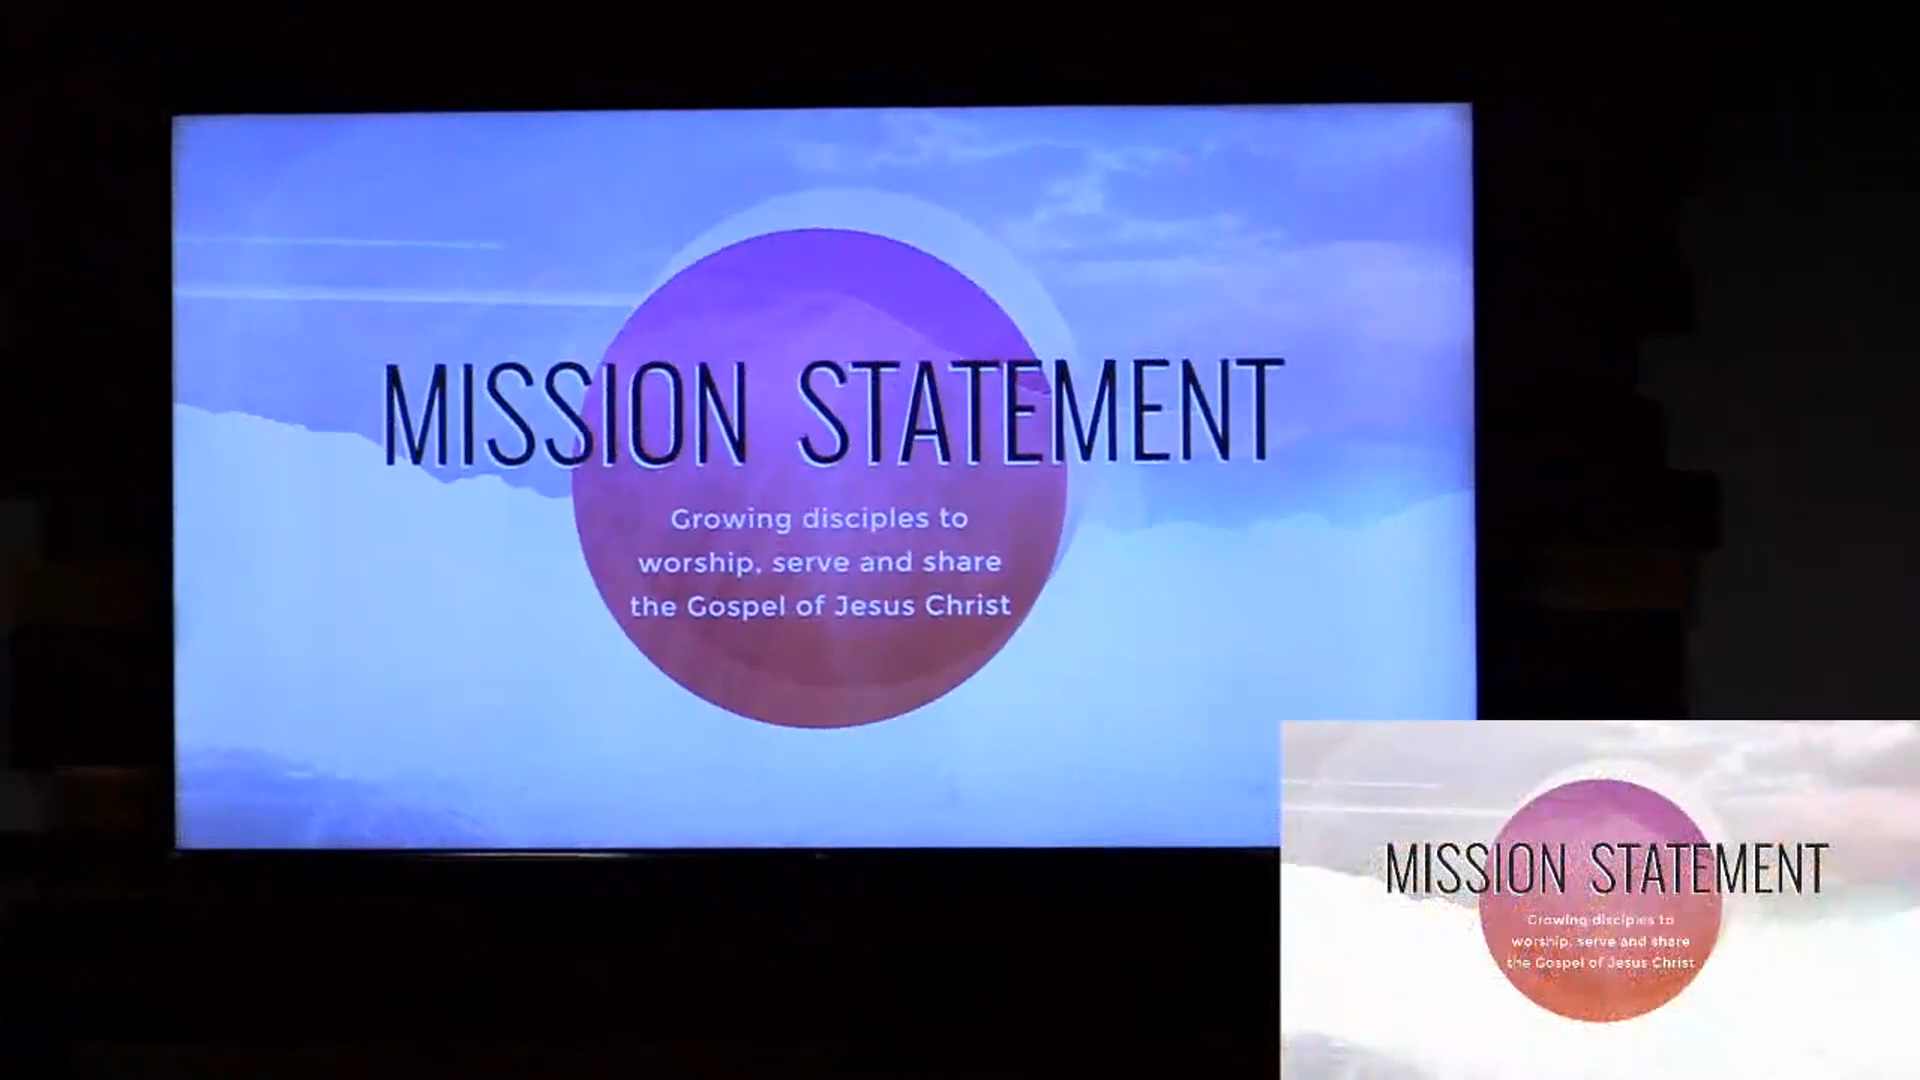 MISSION STATEMENT
Growing disciples to
worship, serve and share
the Gospel of Jesus Christ
MISSION STATEMENT
Growing disciples to
worship, serve and share
the Gospel of Jesus Christ